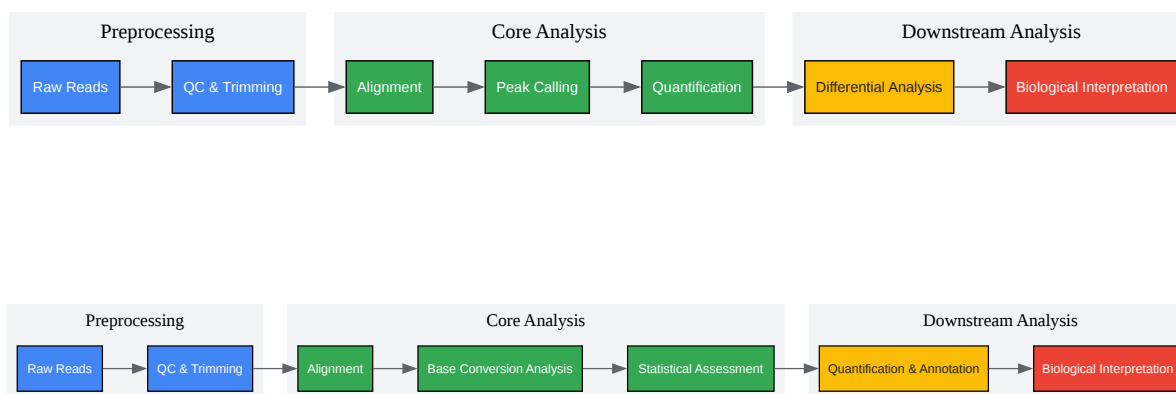 Preprocessing
Core Analysis
Downstream Analysis
Raw Reads
QC & Trimming
Alignment
Peak Calling
Quantification
Differential Analysis
Biological Interpretation
Preprocessing
Core Analysis
Downstream Analysis
Raw Reads
QC & Trimming
Alignment
Base Conversion Analysis
Statistical Assessment
Quantification & Annotation
Biological Interpretation